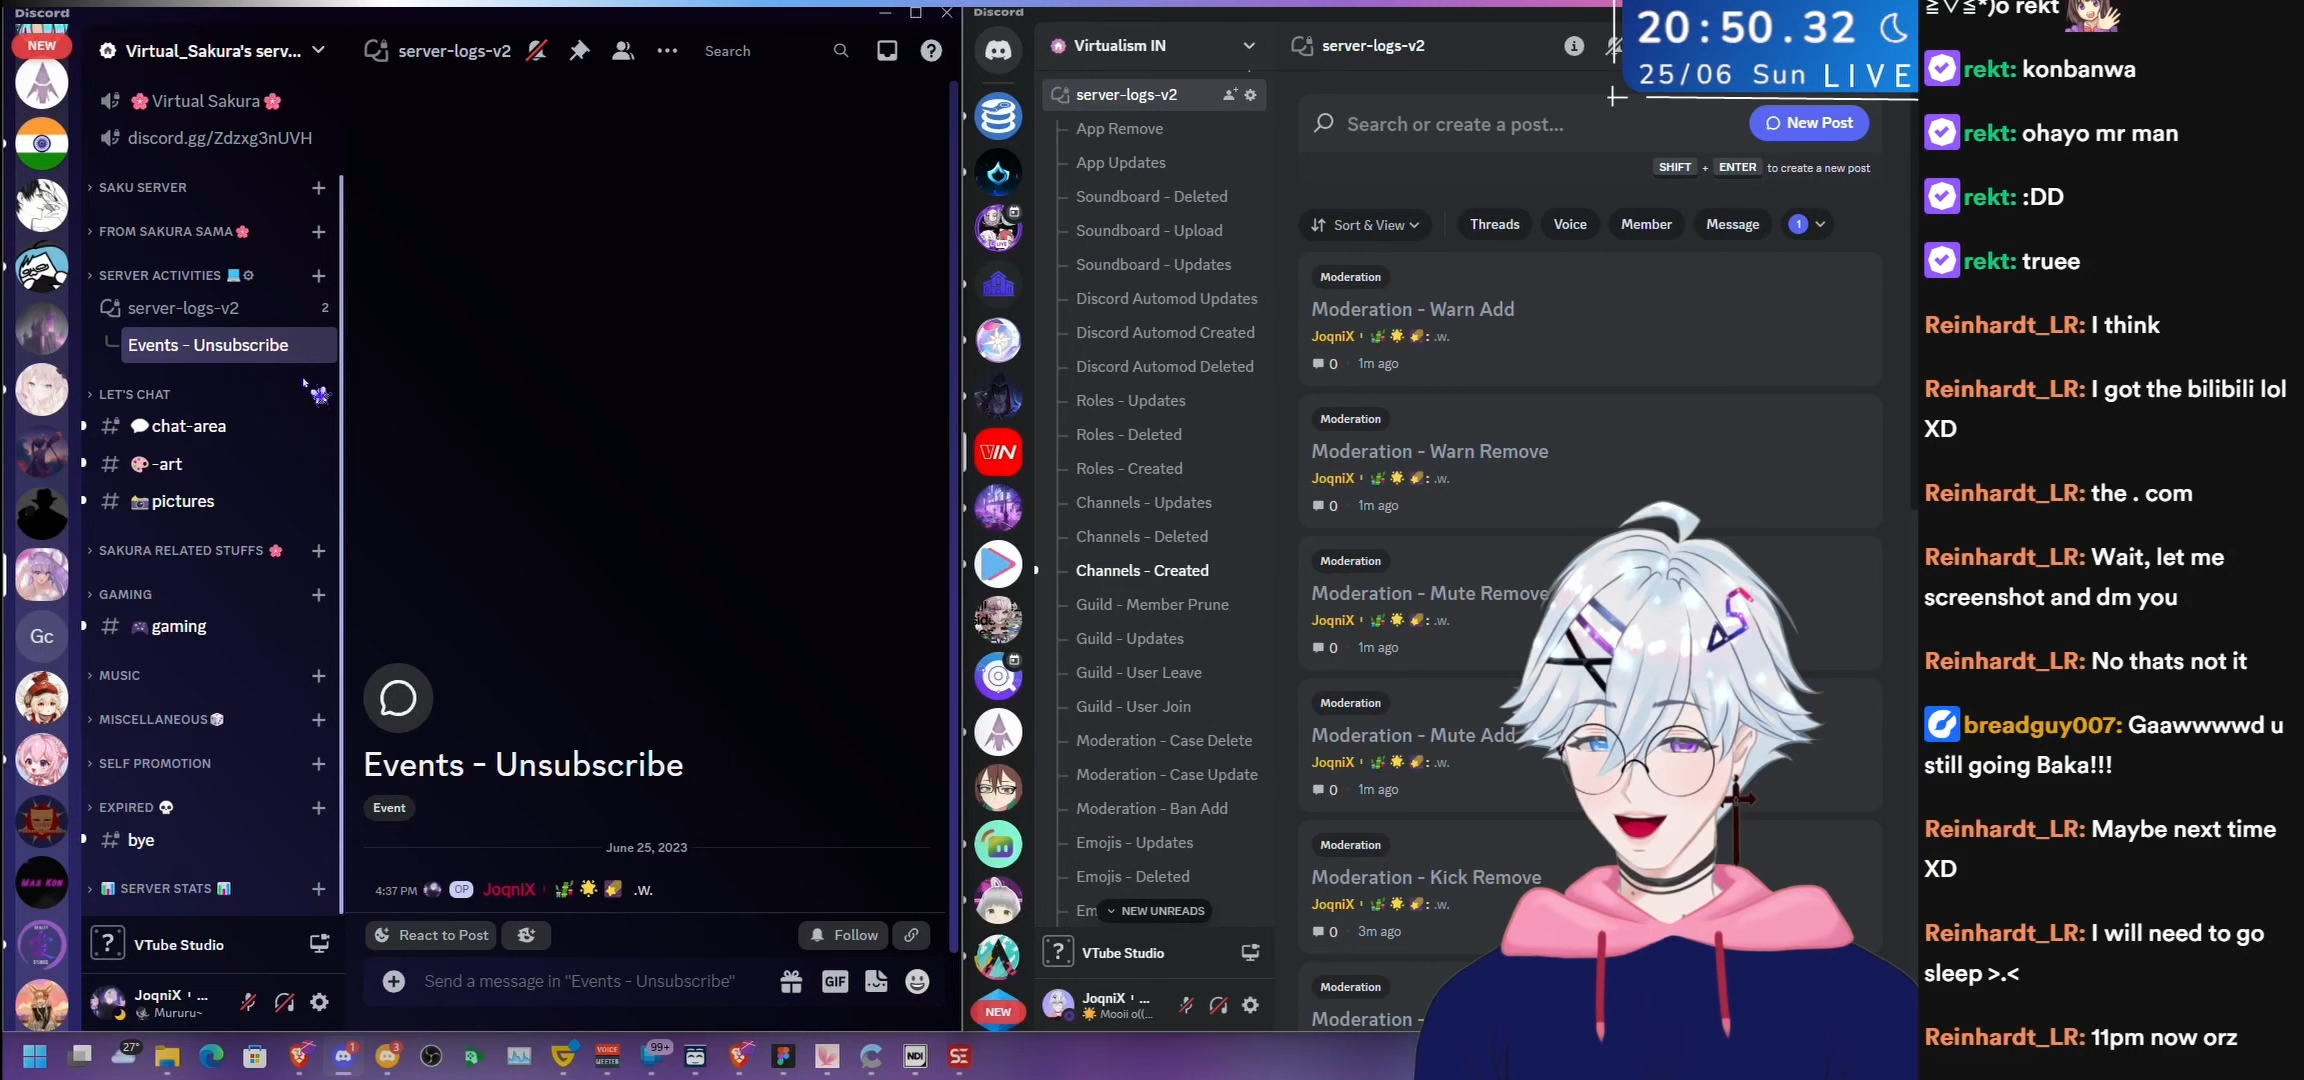 Discord
NEW
Virtual_Sakura's serv...
🌸Virtual Sakura🌸
discord.gg/Zdzxg3nUVH
SAKU SERVER
FROM SAKURA SAMA🌸
SERVER ACTIVITIES 💻⚙
server-logs-v2 2
Events - Unsubscribe
LET'S CHAT
💬chat-area
🎨-art
📸pictures
SAKURA RELATED STUFFS 🌸
GAMING
🎮gaming
MUSIC
MISCELLANEOUS🎲
SELF PROMOTION
EXPIRED 💀
bye
📊 SERVER STATS 📊
Gc
VTube Studio
JoqniX ' ...
Mururu~
server-logs-v2
Search
Events - Unsubscribe
Event
June 25, 2023
4:37 PM OP JoqniX ' .w.
React to Post
Follow
Send a message in "Events - Unsubscribe"
GIF
27°
1
3
VOICE
MEETER
99+
NDI
SE
Discord
Virtualism IN
server-logs-v2
App Remove
App Updates
Soundboard - Deleted
Soundboard - Upload
Soundboard - Updates
Discord Automod Updates
Discord Automod Created
Discord Automod Deleted
Roles - Updates
Roles - Deleted
Roles - Created
Channels - Updates
Channels - Deleted
Channels - Created
Guild - Member Prune
Guild - Updates
Guild - User Leave
Guild - User Join
Moderation - Case Delete
Moderation - Case Update
Moderation - Ban Add
Emojis - Updates
Emojis - Deleted
Em
NEW UNREADS
VIN
NEW
VTube Studio
JoqniX ' ...
Mooii o((...
server-logs-v2
Search or create a post...
New Post
SHIFT + ENTER to create a new post
Sort & View
Threads
Voice
Member
Message
1
Moderation
Moderation - Warn Add
JoqniX ' : .w.
0 · 1m ago
Moderation
Moderation - Warn Remove
JoqniX ' : .w.
0 · 1m ago
Moderation
Moderation - Mute Remove
JoqniX ' : .w.
0 · 1m ago
Moderation
Moderation - Mute Add
JoqniX ' : .w.
0 · 1m ago
Moderation
Moderation - Kick Remove
JoqniX ' : .w.
0 · 3m ago
Moderation
Moderation -
20:50.32
25/06 Sun LIVE
≧▽≦*)o rekt
rekt: konbanwa
rekt: ohayo mr man
rekt: :DD
rekt: truee
Reinhardt_LR: I think
Reinhardt_LR: I got the bilibili lol
XD
Reinhardt_LR: the . com
Reinhardt_LR: Wait, let me
screenshot and dm you
Reinhardt_LR: No thats not it
breadguy007: Gaawwwwd u
still going Baka!!!
Reinhardt_LR: Maybe next time
XD
Reinhardt_LR: I will need to go
sleep >.<
Reinhardt_LR: 11pm now orz